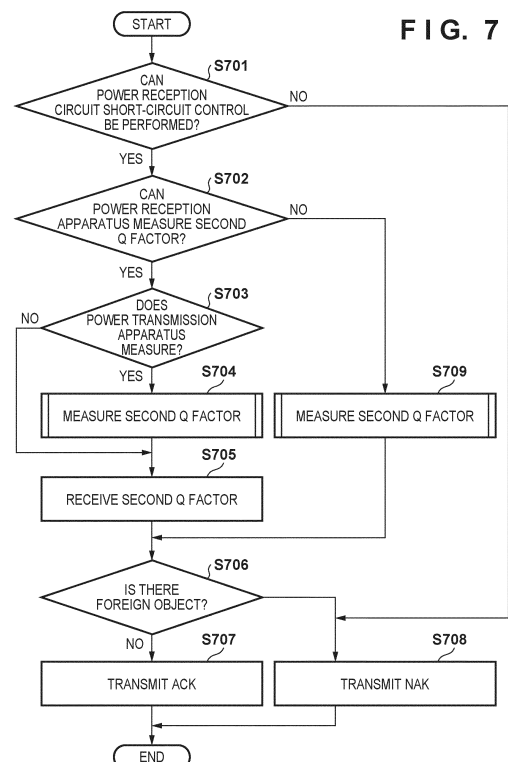 START
FIG. 7
S701
CAN
POWER RECEPTION
CIRCUIT SHORT-CIRCUIT CONTROL
BE PERFORMED?
NO
YES
S702
CAN
POWER RECEPTION
APPARATUS MEASURE SECOND
Q FACTOR?
NO
YES
S703
DOES
POWER TRANSMISSION
APPARATUS
MEASURE?
NO
YES
S704
MEASURE SECOND Q FACTOR
S709
MEASURE SECOND Q FACTOR
S705
RECEIVE SECOND Q FACTOR
S706
IS THERE
FOREIGN OBJECT?
NO
S707
TRANSMIT ACK
S708
TRANSMIT NAK
END